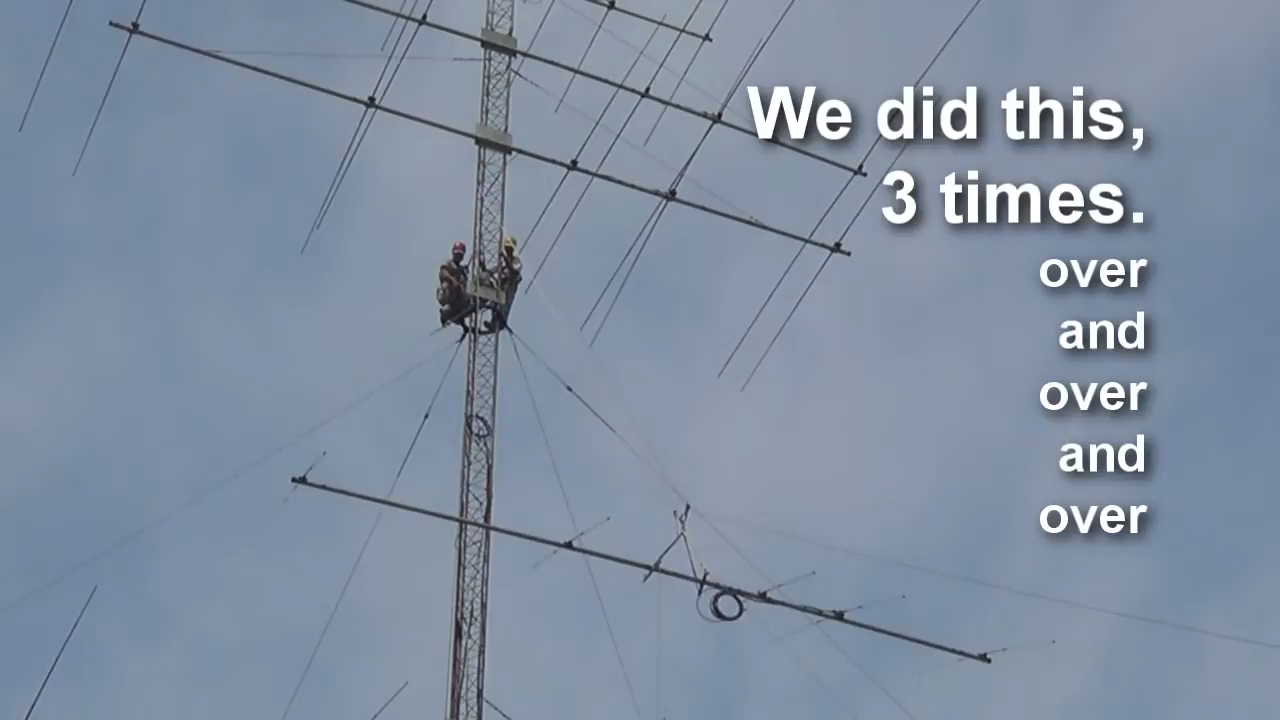 We did this,
3 times.
over
and
over
and
over